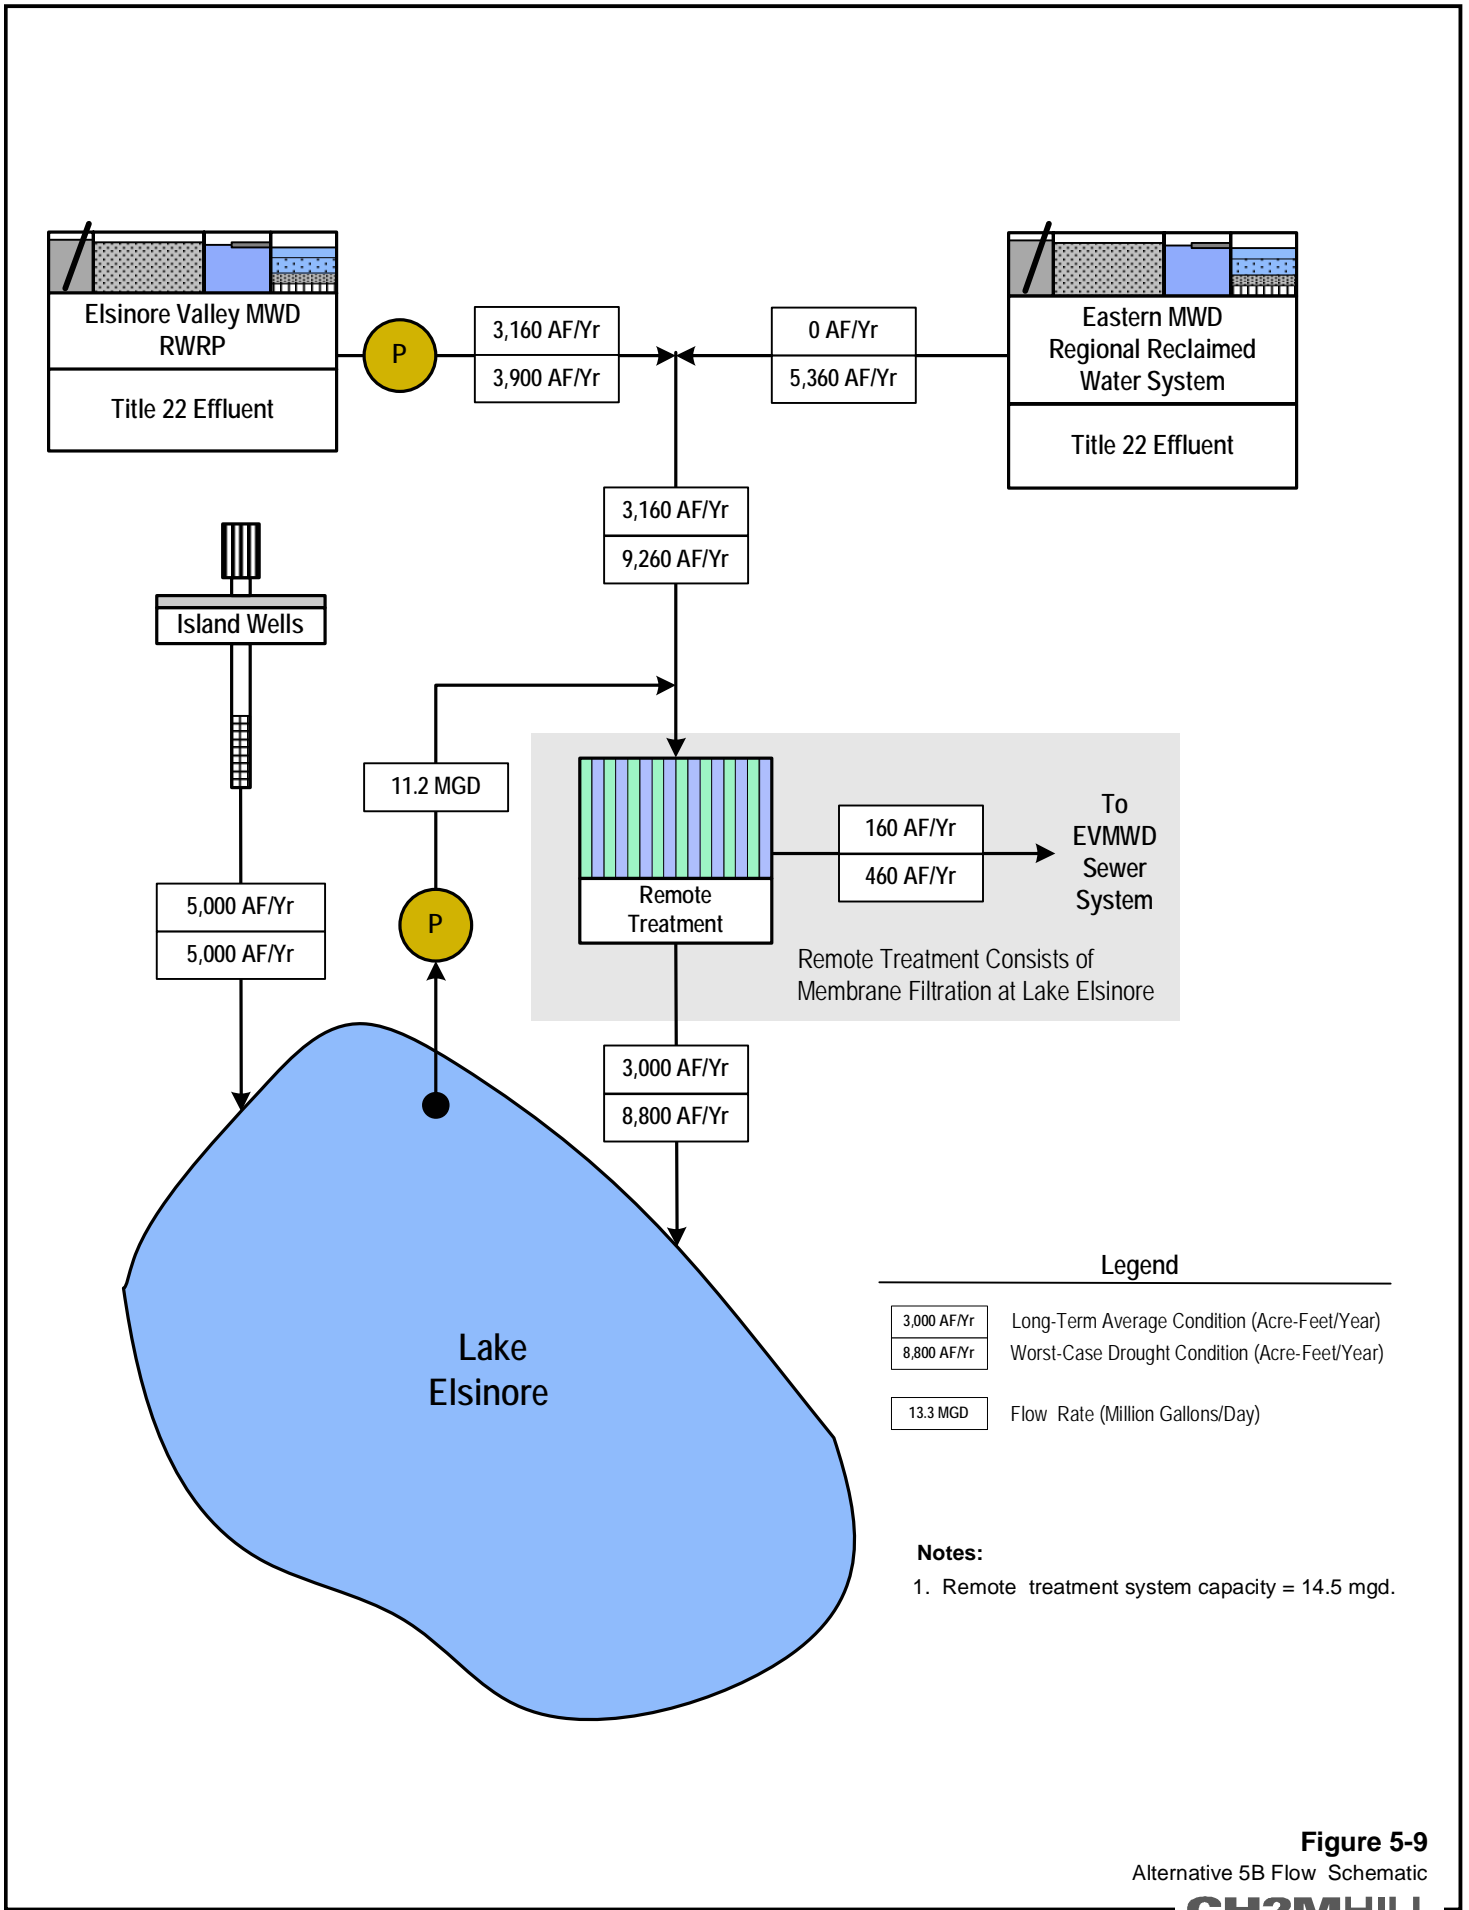 Elsinore Valley MWD
RWRP
Title 22 Effluent
P
3,160 AF/Yr
3,900 AF/Yr
0 AF/Yr
5,360 AF/Yr
Eastern MWD
Regional Reclaimed
Water System
Title 22 Effluent
3,160 AF/Yr
9,260 AF/Yr
Island Wells
11.2 MGD
P
5,000 AF/Yr
5,000 AF/Yr
Remote
Treatment
160 AF/Yr
460 AF/Yr
To
EVMWD
Sewer
System
Remote Treatment Consists of
Membrane Filtration at Lake Elsinore
3,000 AF/Yr
8,800 AF/Yr
Lake
Elsinore
Legend
3,000 AF/Yr Long-Term Average Condition (Acre-Feet/Year)
8,800 AF/Yr Worst-Case Drought Condition (Acre-Feet/Year)
13.3 MGD Flow Rate (Million Gallons/Day)
Notes:
1. Remote treatment system capacity = 14.5 mgd.
Figure 5-9
Alternative 5B Flow Schematic
CH2MHILL